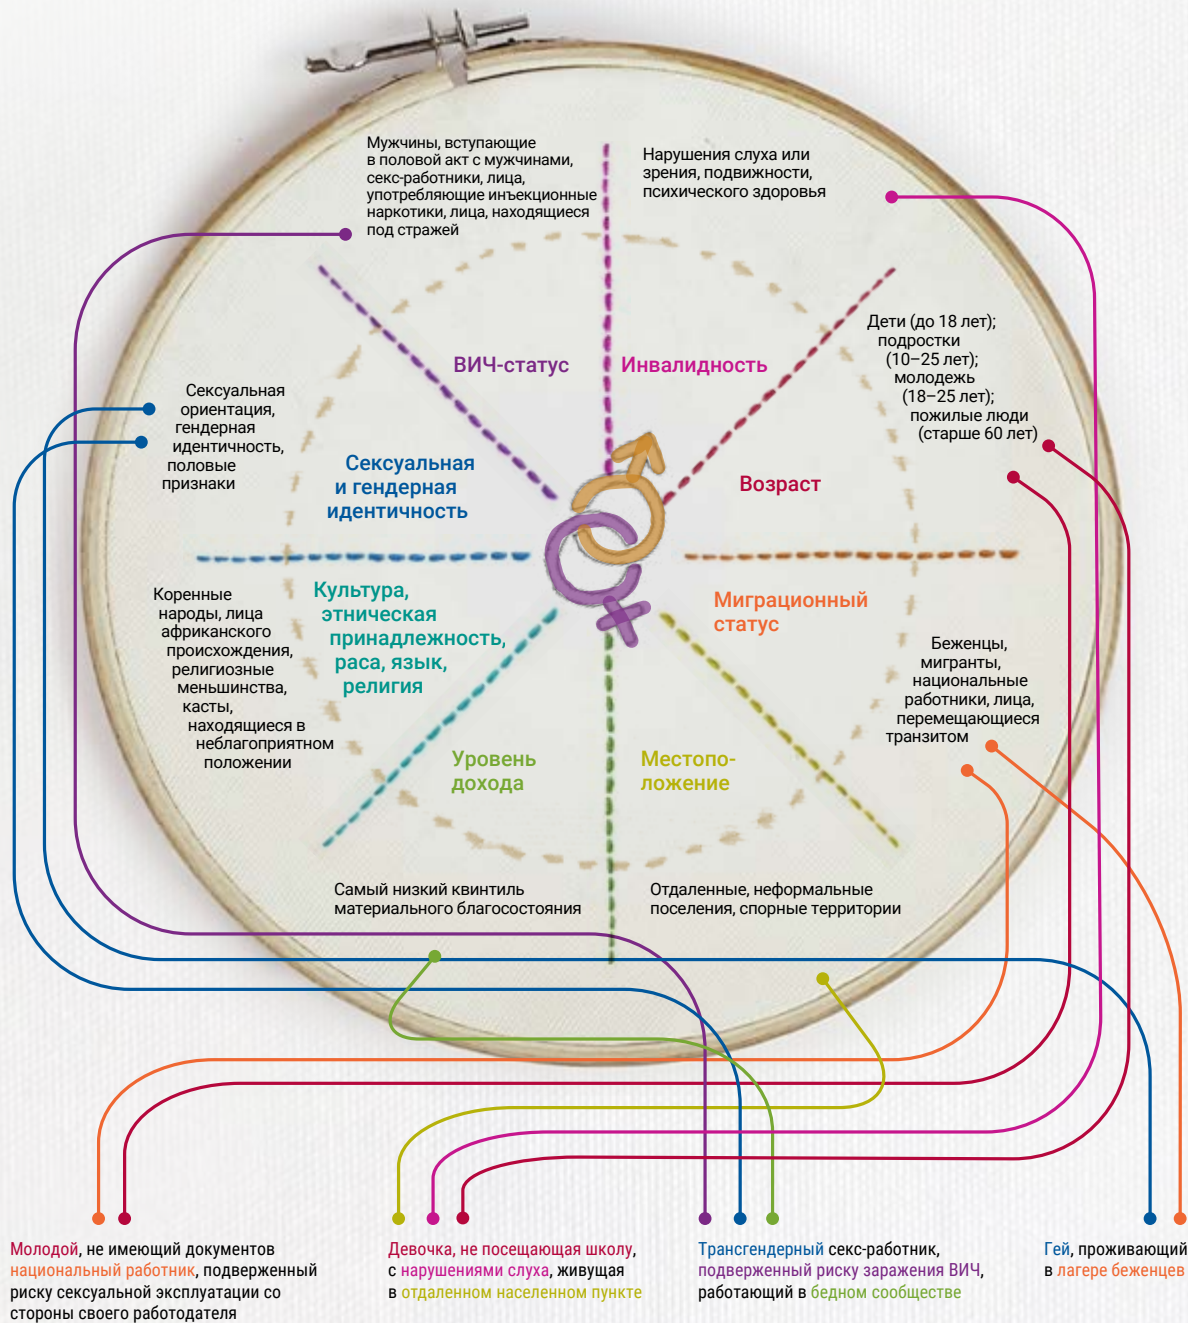 Мужчины, вступающие
в половой акт с мужчинами,
секс-работники, лица,
употребляющие инъекционные
наркотики, лица, находящиеся
под стражей
Нарушения слуха или
зрения, подвижности,
психического здоровья
Дети (до 18 лет);
подростки
(10–25 лет);
молодежь
(18–25 лет);
пожилые люди
(старше 60 лет)
ВИЧ-статус
Инвалидность
Сексуальная
ориентация,
гендерная
идентичность,
половые
признаки
Сексуальная
и гендерная
идентичность
Возраст
Коренные
народы, лица
африканского
происхождения,
религиозные
меньшинства,
касты,
находящиеся в
неблагоприятном
положении
Культура,
этническая
принадлежность,
раса, язык,
религия
Миграционный
статус
Беженцы,
мигранты,
национальные
работники, лица,
перемещающиеся
транзитом
Уровень
дохода
Местопо-
ложение
Самый низкий квинтиль
материального благосостояния
Отдаленные, неформальные
поселения, спорные территории
Молодой, не имеющий документов
национальный работник, подверженный
риску сексуальной эксплуатации со
стороны своего работодателя
Девочка, не посещающая школу,
с нарушениями слуха, живущая
в отдаленном населенном пункте
Трансгендерный секс-работник,
подверженный риску заражения ВИЧ,
работающий в бедном сообществе
Гей, проживающий
в лагере беженцев